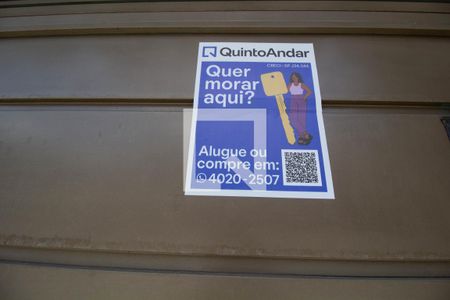 QuintoAndar
Quer
morar
aqui?
Alugue ou
compre em:
4020-2507